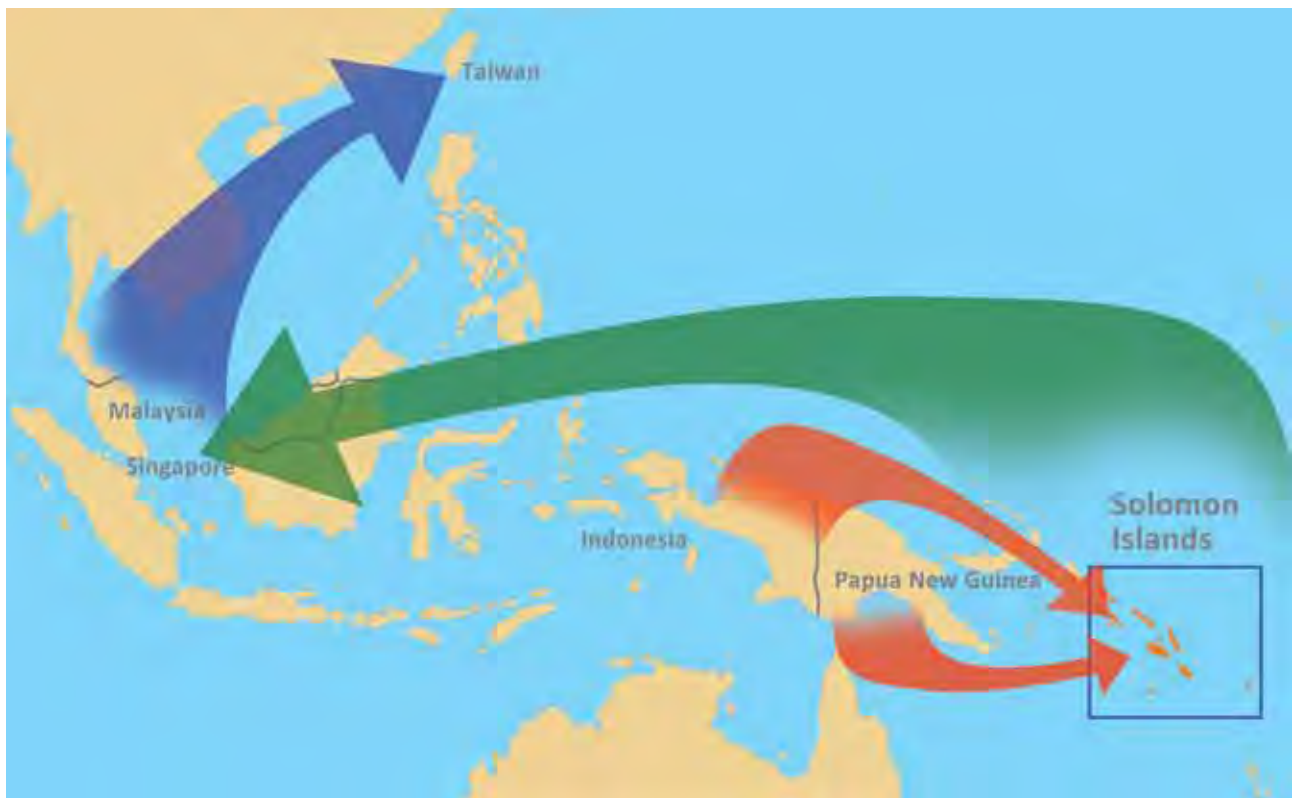 Taiwan
Malaysia
Singapore
Indonesia
Solomon
Islands
Papua New Guinea